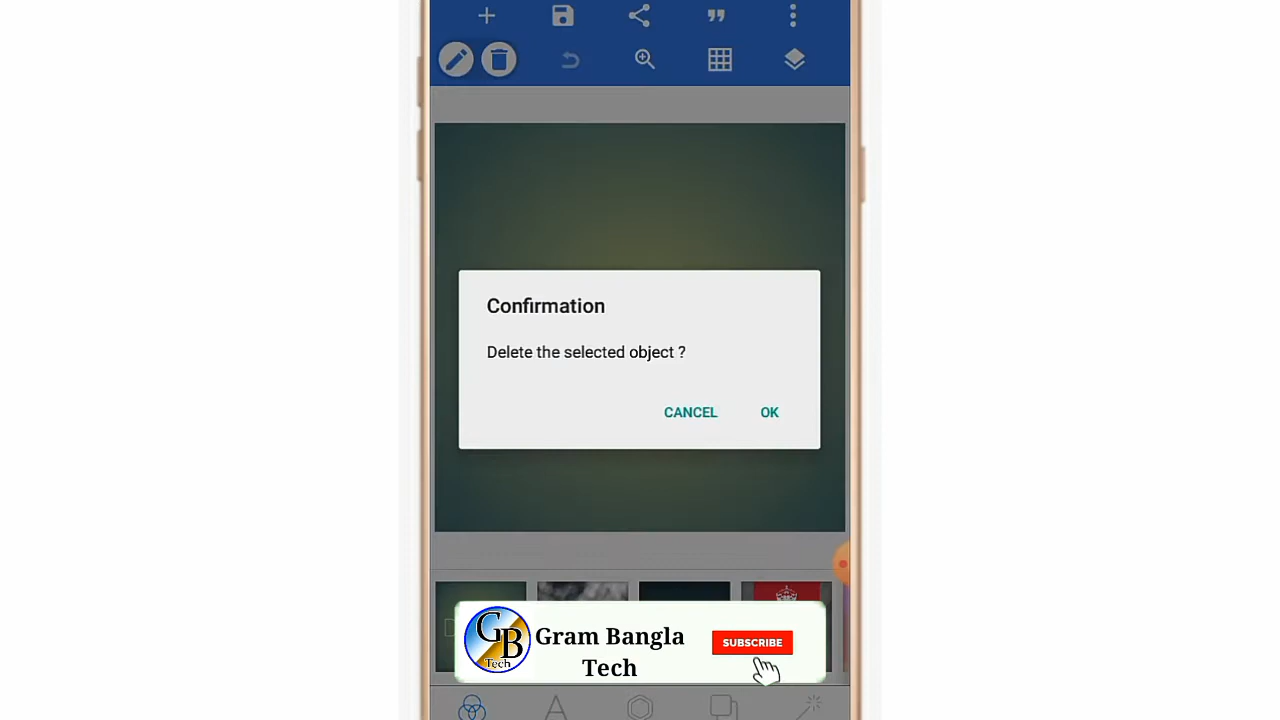 Confirmation
Delete the selected object ?
CANCEL OK
GB
Tech
Gram Bangla
Tech
SUBSCRIBE